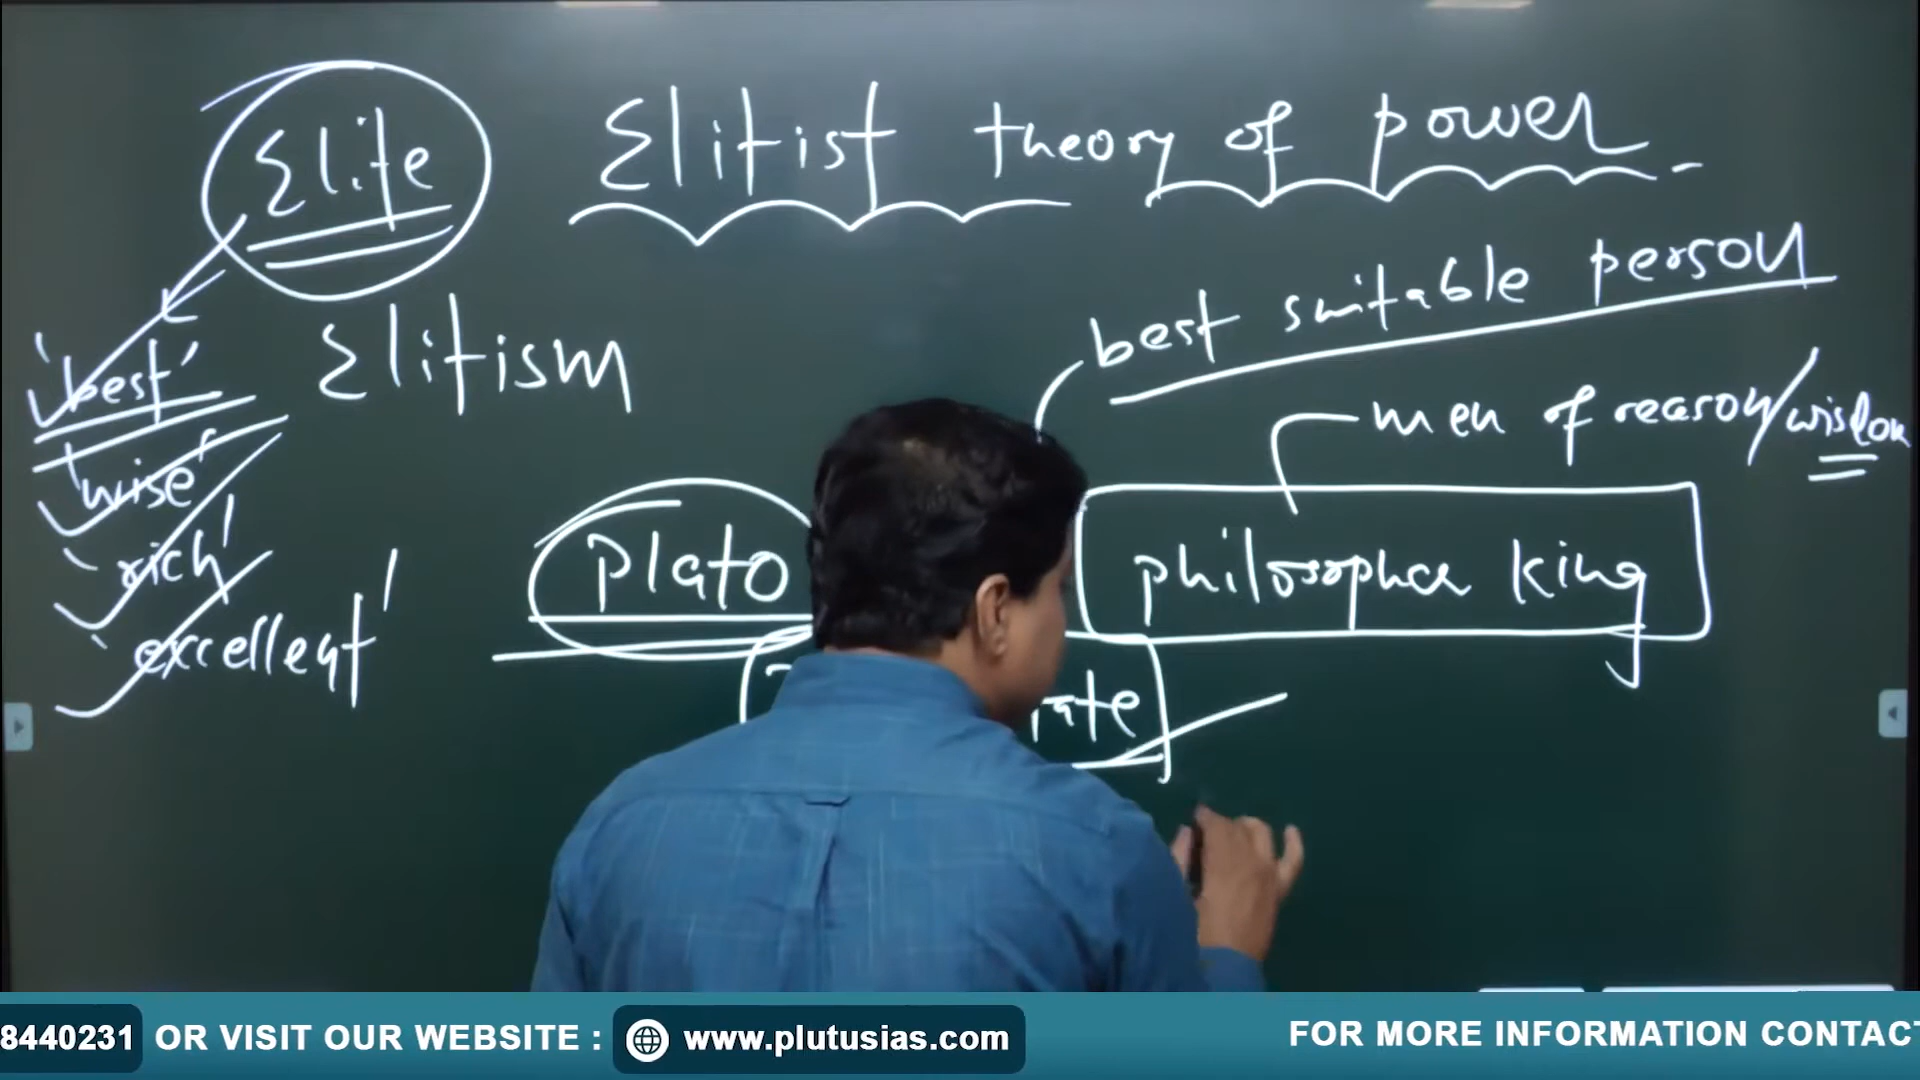 Elite
Elitist theory of power
best suitable person
'best'
Elitism
men of reason/wisdom
'wise'
'rich'
Plato
philosopher King
'excellent'
8440231 OR VISIT OUR WEBSITE : www.plutusias.com FOR MORE INFORMATION CONTAC